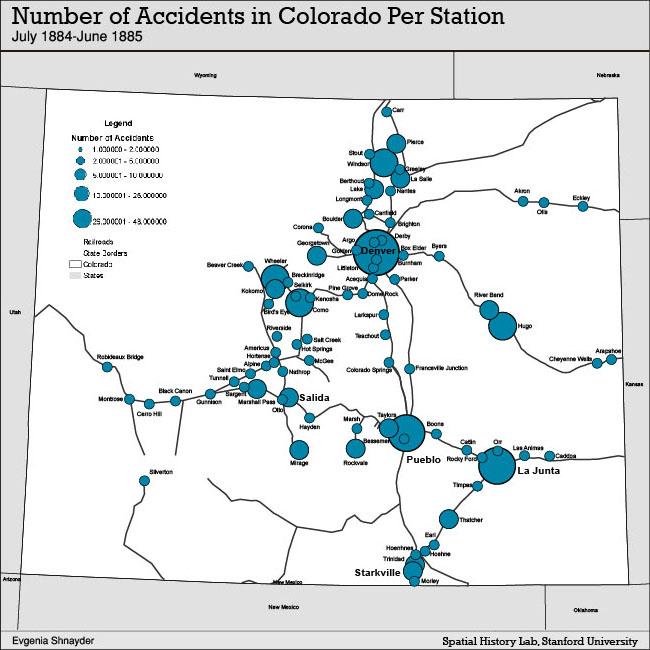 Number of Accidents in Colorado Per Station
July 1884-June 1885
Wyoming
Nebraska
Legend
Number of Accidents
1.000000 - 2.000000
2.000001 - 5.000000
5.000001 - 10.000000
10.000001 - 25.000000
25.000001 - 43.000000
Railroads
State Borders
Colorado
States
Carr
Pierce
Stout
Windsor
Greeley
La Salle
Berthoud
Lake
Nantes
Longmont
Akron
Otis
Eckley
Boulder
Canfield
Brighton
Corona
Georgetown
Argo
Derby
Golden
Denver
Box Elder
Byers
Littleton
Burnham
Beaver Creek
Wheeler
Breckinridge
Acequia
Parker
Selkirk
Kokomo
Pine Grove
Dome Rock
Kenosha
Bird's Eye
Como
River Bend
Hugo
Utah
Larkspur
Riverside
Salt Creek
Teachout
Americus
Hot Springs
Hortense
Robideaux Bridge
Alpine
McGee
Arapahoe
Cheyenne Wells
Saint Elmo
Nathrop
Colorado Springs
Franceville Junction
Tunnel
Kansas
Black Canon
Sargent
Montrose
Gunnison
Marshall Pass
Salida
Cerro Hill
Otto
Hayden
Marsh
Taylors
Boone
Bessemer
Mirage
Rockvale
Pueblo
Catlin
Orr
Las Animas
Rocky Ford
Caddoa
La Junta
Silverton
Timpas
Thatcher
Earl
Hoehnnes
Hoehne
Trinidad
Starkville
Morley
Arizona
New Mexico
New Mexico
Oklahoma
Evgenia Shnayder
Spatial History Lab, Stanford University